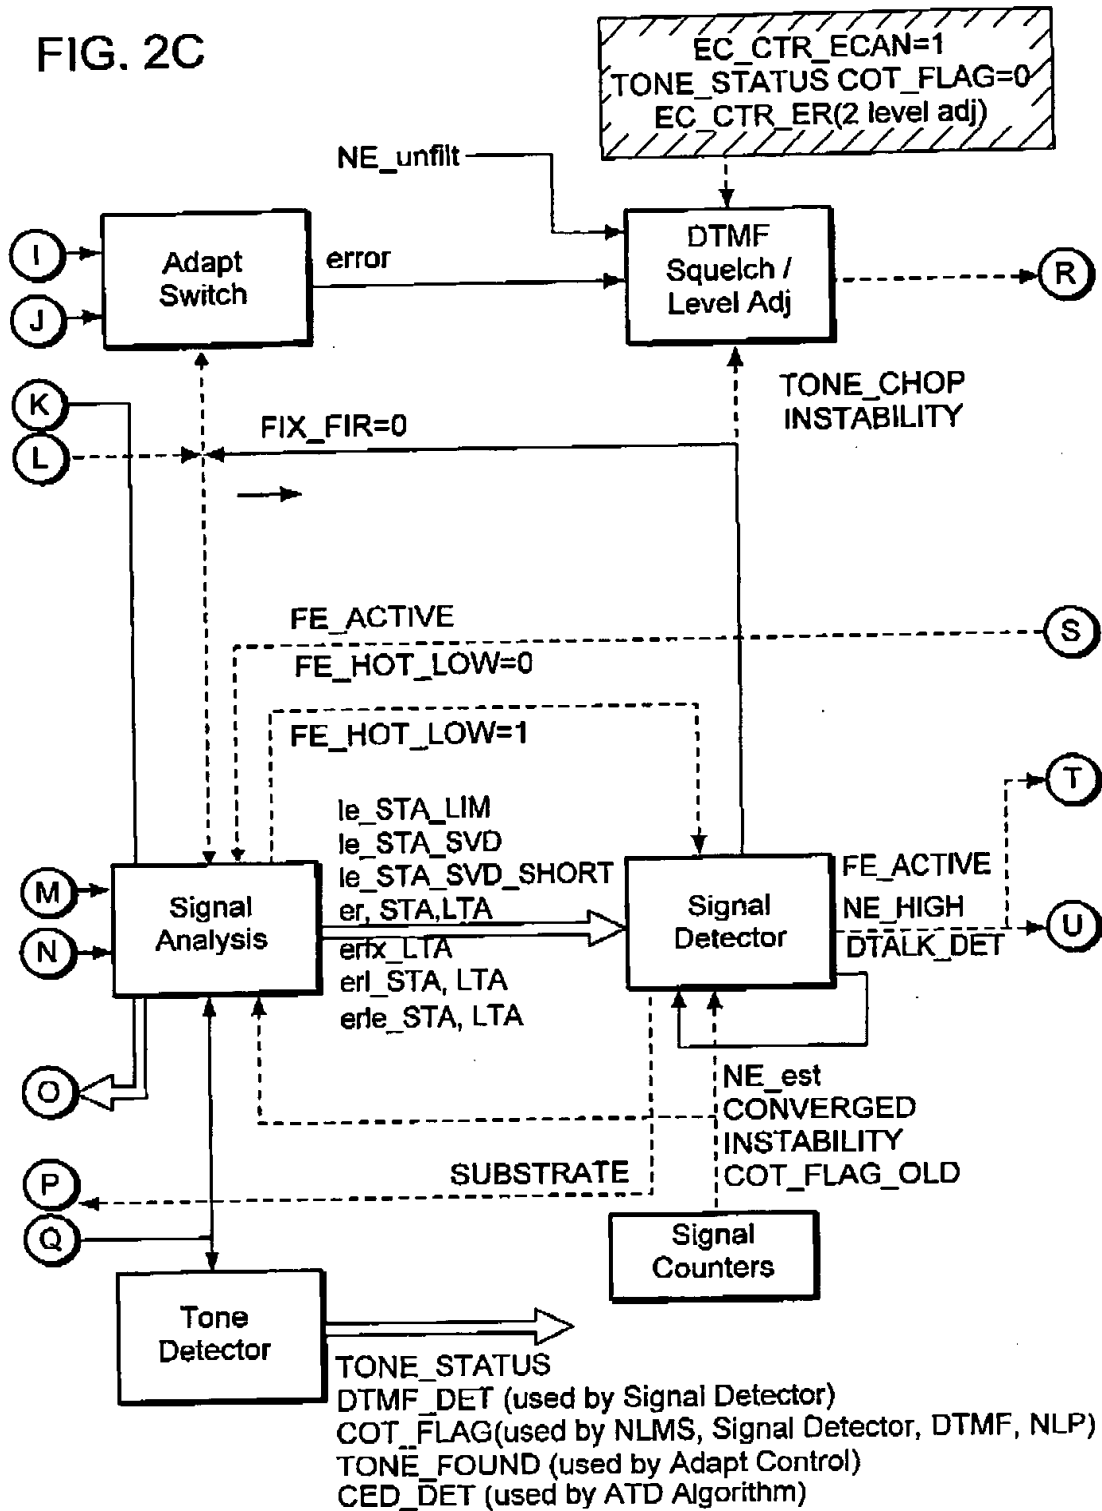 FIG. 2C
EC_CTR_ECAN=1
TONE_STATUS COT_FLAG=0
EC_CTR_ER(2 level adj)
NE_unfilt
I
J
Adapt
Switch
error
DTMF
Squelch /
Level Adj
R
K
L
FIX_FIR=0
TONE_CHOP
INSTABILITY
FE_ACTIVE
FE_HOT_LOW=0
S
FE_HOT_LOW=1
T
le_STA_LIM
le_STA_SVD
le_STA_SVD_SHORT
er, STA,LTA
erfx_LTA
erl_STA, LTA
erle_STA, LTA
M
N
Signal
Analysis
Signal
Detector
FE_ACTIVE
NE_HIGH
DTALK_DET
U
O
NE_est
CONVERGED
INSTABILITY
COT_FLAG_OLD
P
SUBSTRATE
Q
Signal
Counters
Tone
Detector
TONE_STATUS
DTMF_DET (used by Signal Detector)
COT_FLAG(used by NLMS, Signal Detector, DTMF, NLP)
TONE_FOUND (used by Adapt Control)
CED_DET (used by ATD Algorithm)